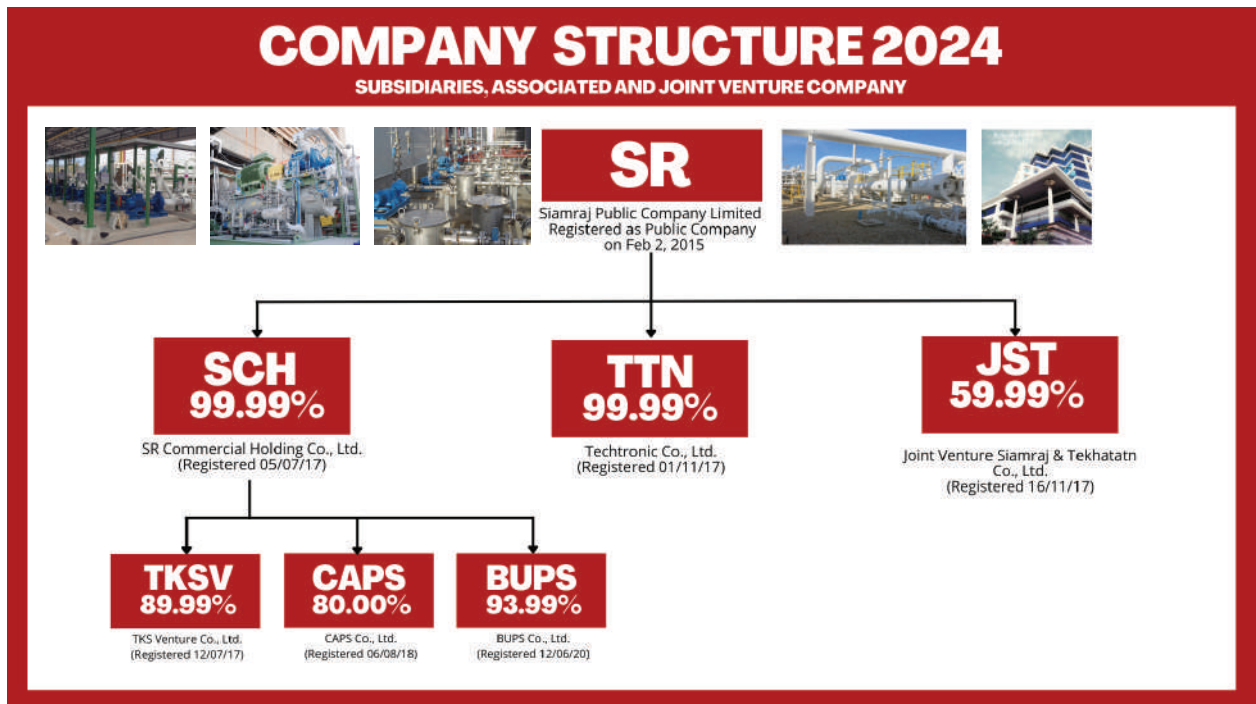 COMPANY STRUCTURE 2024
SUBSIDIARIES, ASSOCIATED AND JOINT VENTURE COMPANY
SR
Siamraj Public Company Limited
Registered as Public Company
on Feb 2, 2015
SCH
99.99%
SR Commercial Holding Co., Ltd.
(Registered 05/07/17)
TTN
99.99%
Techtronic Co., Ltd.
(Registered 01/11/17)
JST
59.99%
Joint Venture Siamraj & Tekhatatn
Co., Ltd.
(Registered 16/11/17)
TKSV
89.99%
TKS Venture Co., Ltd.
(Registered 12/07/17)
CAPS
80.00%
CAPS Co., Ltd.
(Registered 06/08/18)
BUPS
93.99%
BUPS Co., Ltd.
(Registered 12/06/20)